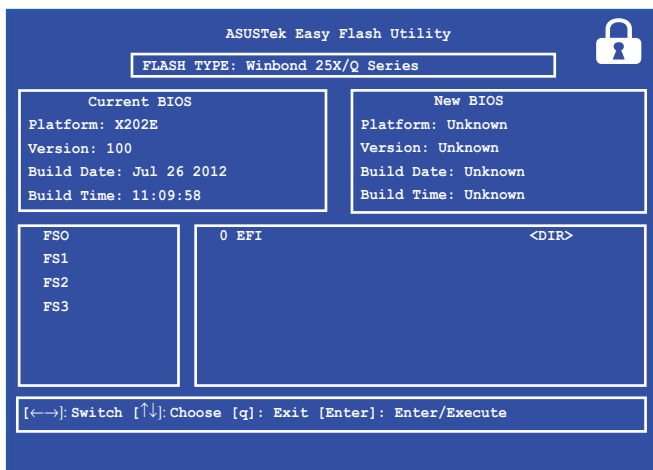 ASUSTek Easy Flash Utility
FLASH TYPE: Winbond 25X/Q Series
Current BIOS
Platform: X202E
Version: 100
Build Date: Jul 26 2012
Build Time: 11:09:58
New BIOS
Platform: Unknown
Version: Unknown
Build Date: Unknown
Build Time: Unknown
FSO
FS1
FS2
FS3
0 EFI <DIR>
[←→]: Switch [↑↓]: Choose [q]: Exit [Enter]: Enter/Execute